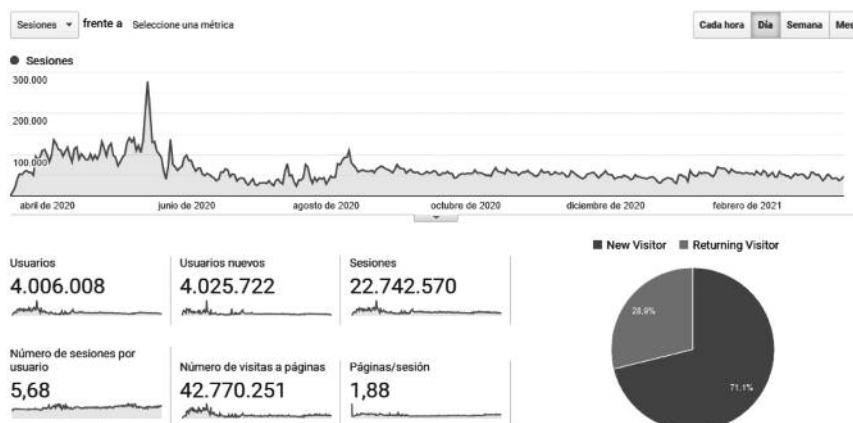 Sesiones frente a Seleccione una métrica
Cada hora Día Semana Mes
Sesiones
300.000
200.000
100.000
abril de 2020 junio de 2020 agosto de 2020 octubre de 2020 diciembre de 2020 febrero de 2021
New Visitor Returning Visitor
Usuarios
4.006.008
Usuarios nuevos
4.025.722
Sesiones
22.742.570
Número de sesiones por
usuario
5,68
Número de visitas a páginas
42.770.251
Páginas/sesión
1,88
28,9%
71,1%